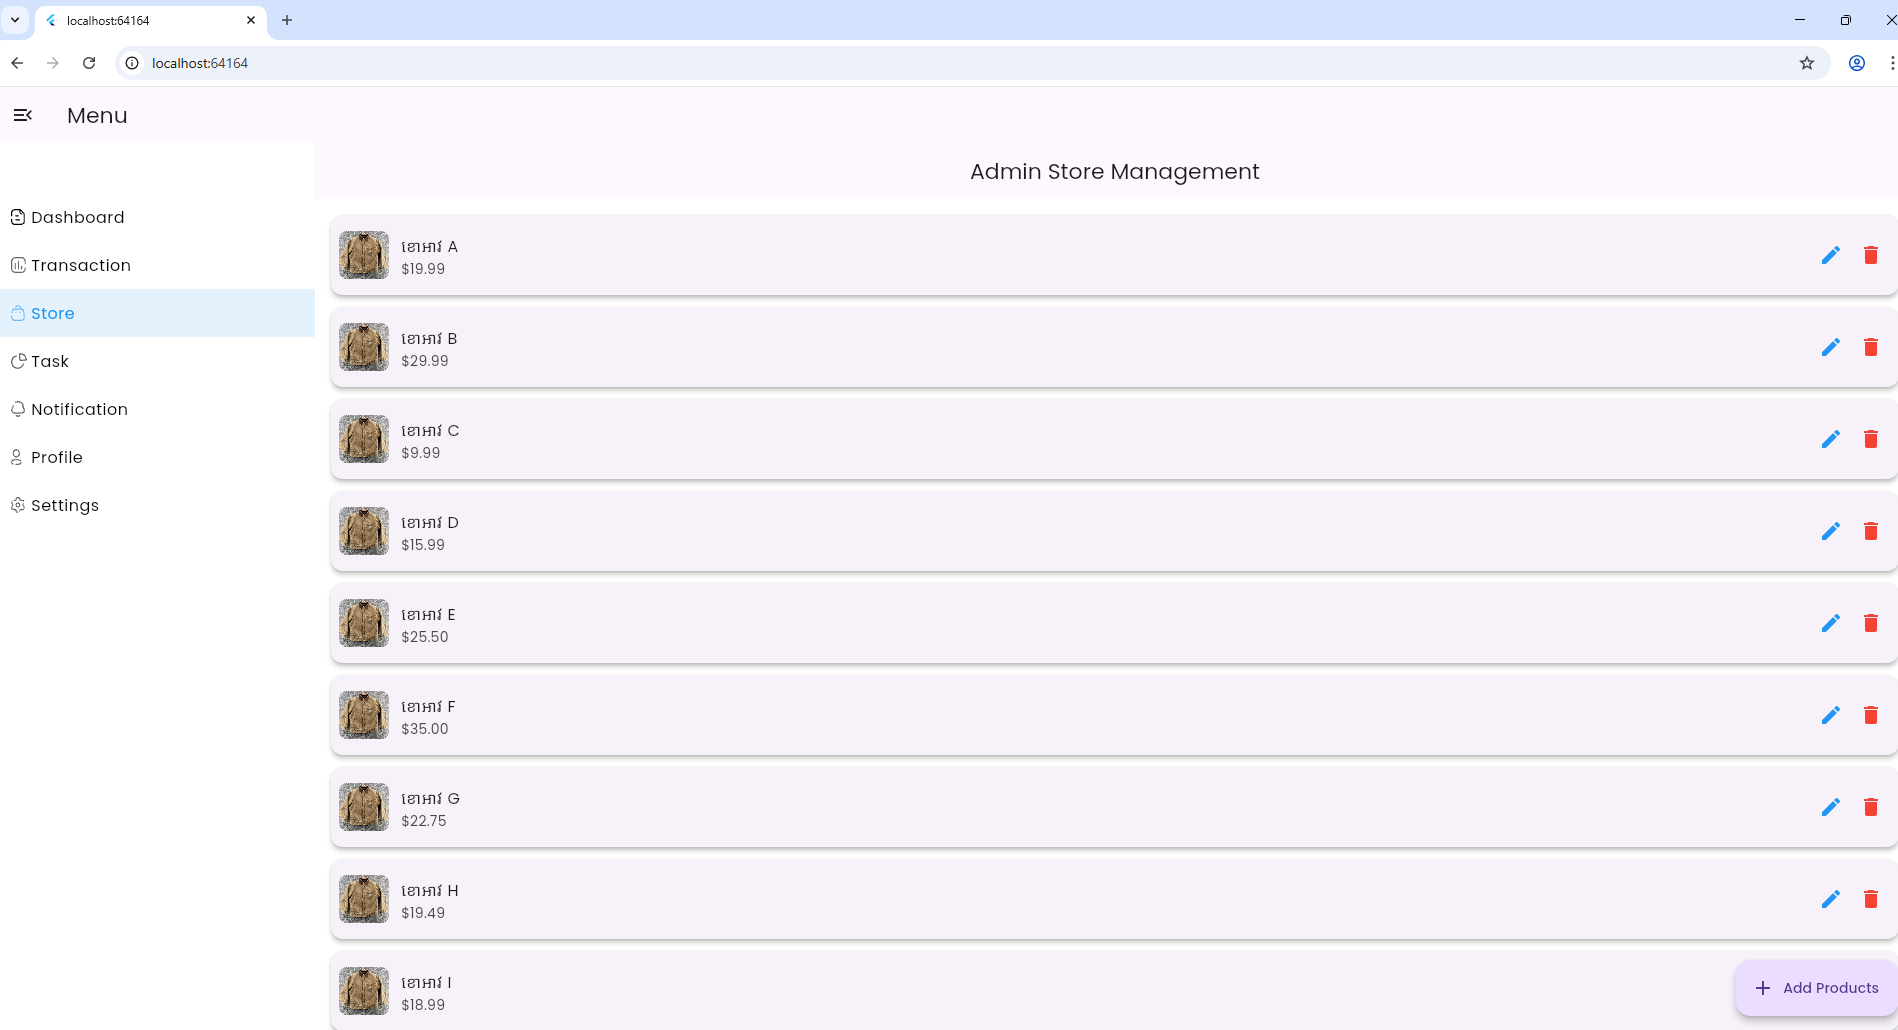 localhost:64164
localhost:64164
Menu
Admin Store Management
Dashboard
Transaction
Store
Task
Notification
Profile
Settings
ខោអាវ A
$19.99
ខោអាវ B
$29.99
ខោអាវ C
$9.99
ខោអាវ D
$15.99
ខោអាវ E
$25.50
ខោអាវ F
$35.00
ខោអាវ G
$22.75
ខោអាវ H
$19.49
ខោអាវ I
$18.99
Add Products